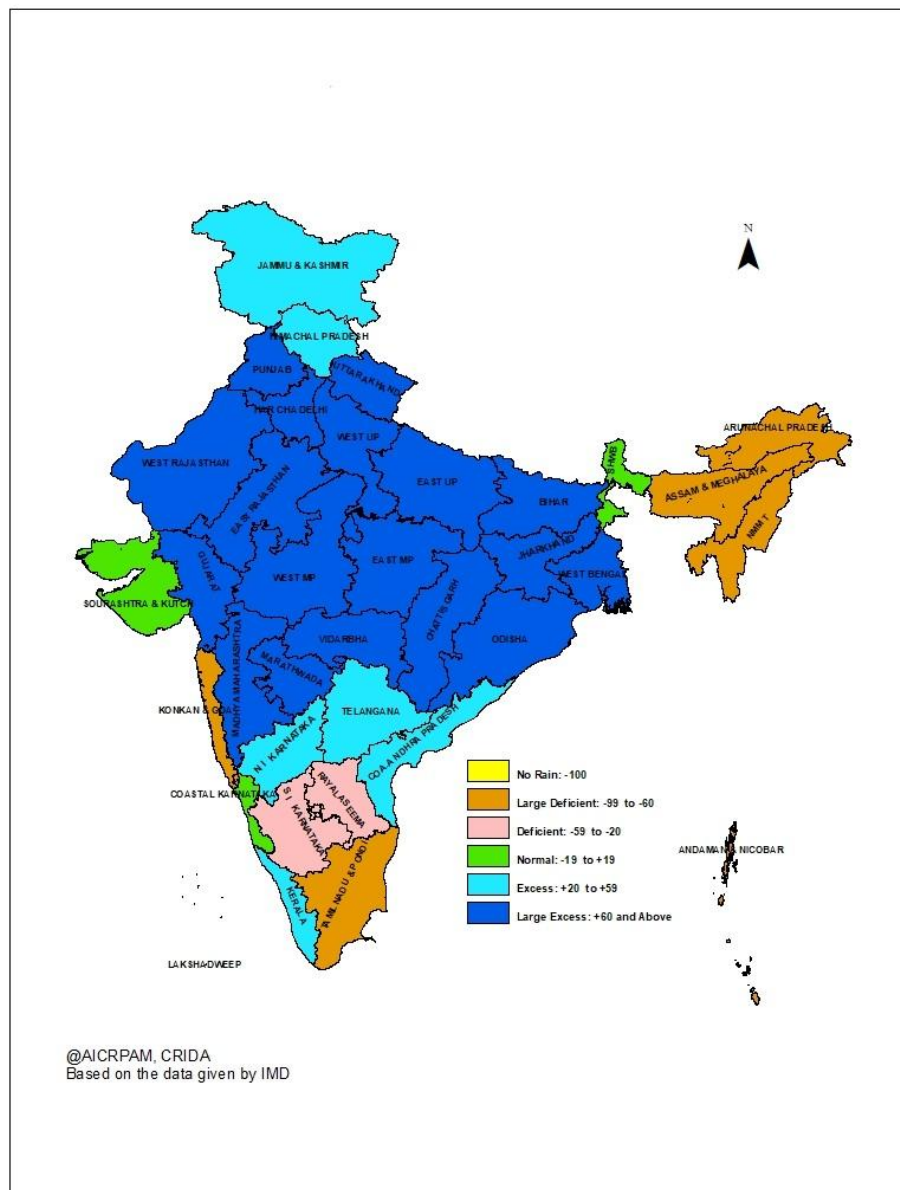 N
JAMMU & KASHMIR
HIMACHAL PRADESH
PUNJAB
UTTARAKHAND
HAR CHA DELHI
WEST UP
ARUNACHAL PRADESH
WEST RAJASTHAN
EAST RAJASTHAN
EAST UP
BIHAR
SHWB
ASSAM & MEGHALAYA
NMMT
GUJARAT
WEST MP
EAST MP
JHARKHAND
WEST BENGAL
SOURASHTRA & KUTCH
CHATTISGARH
VIDARBHA
ODISHA
MARATHWADA
MADHYA MAHARASHTRA
KONKAN & GOA
TELANGANA
N I KARNATAKA
COA. ANDHRA PRADESH
COASTAL KARNATAKA
S I KARNATAKA
RAYALASEEMA
TAMILNADU & PONDI
KERALA
ANDAMAN & NICOBAR
LAKSHADWEEP
No Rain: -100
Large Deficient: -99 to -60
Deficient: -59 to -20
Normal: -19 to +19
Excess: +20 to +59
Large Excess: +60 and Above
@AICRPAM, CRIDA
Based on the data given by IMD